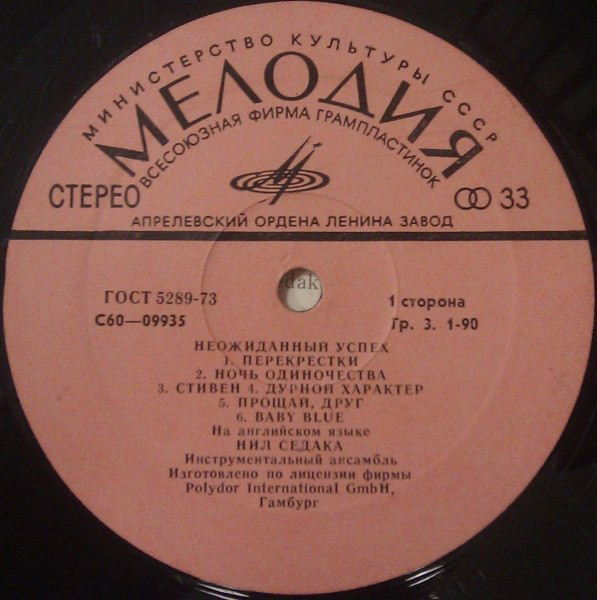 МИНИСТЕРСТВО КУЛЬТУРЫ СССР
МЕЛОДИЯ
ВСЕСОЮЗНАЯ ФИРМА ГРАМПЛАСТИНОК
СТЕРЕО
33
АПРЕЛЕВСКИЙ ОРДЕНА ЛЕНИНА ЗАВОД
edak
ГОСТ 5289-73
1 сторона
С60—09935
Гр. 3. 1-90
НЕОЖИДАННЫЙ УСПЕХ
1. ПЕРЕКРЕСТКИ
2. НОЧЬ ОДИНОЧЕСТВА
3. СТИВЕН 4. ДУРНОЙ ХАРАКТЕР
5. ПРОЩАЙ, ДРУГ
6. BABY BLUE
На английском языке
НИЛ СЕДАКА
Инструментальный ансамбль
Изготовлено по лицензии фирмы
Polydor International GmbH,
Гамбург